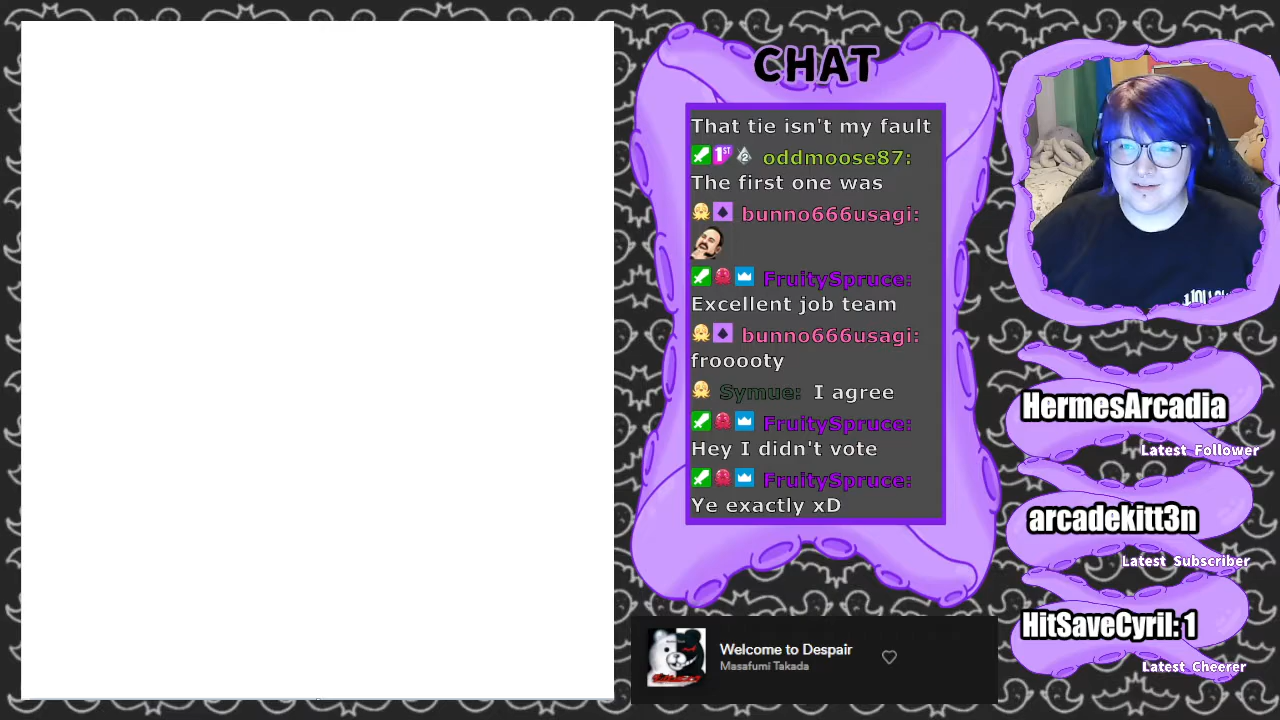 CHAT
That tie isn't my fault
1ST 2 oddmoose87:
The first one was
bunno666usagi:
FruitySpruce:
Excellent job team
bunno666usagi:
frooooty
Symue: I agree
FruitySpruce:
Hey I didn't vote
FruitySpruce:
Ye exactly xD
HermesArcadia
Latest Follower
arcadekitt3n
Latest Subscriber
HitSaveCyril: 1
Latest Cheerer
Welcome to Despair
Masafumi Takada